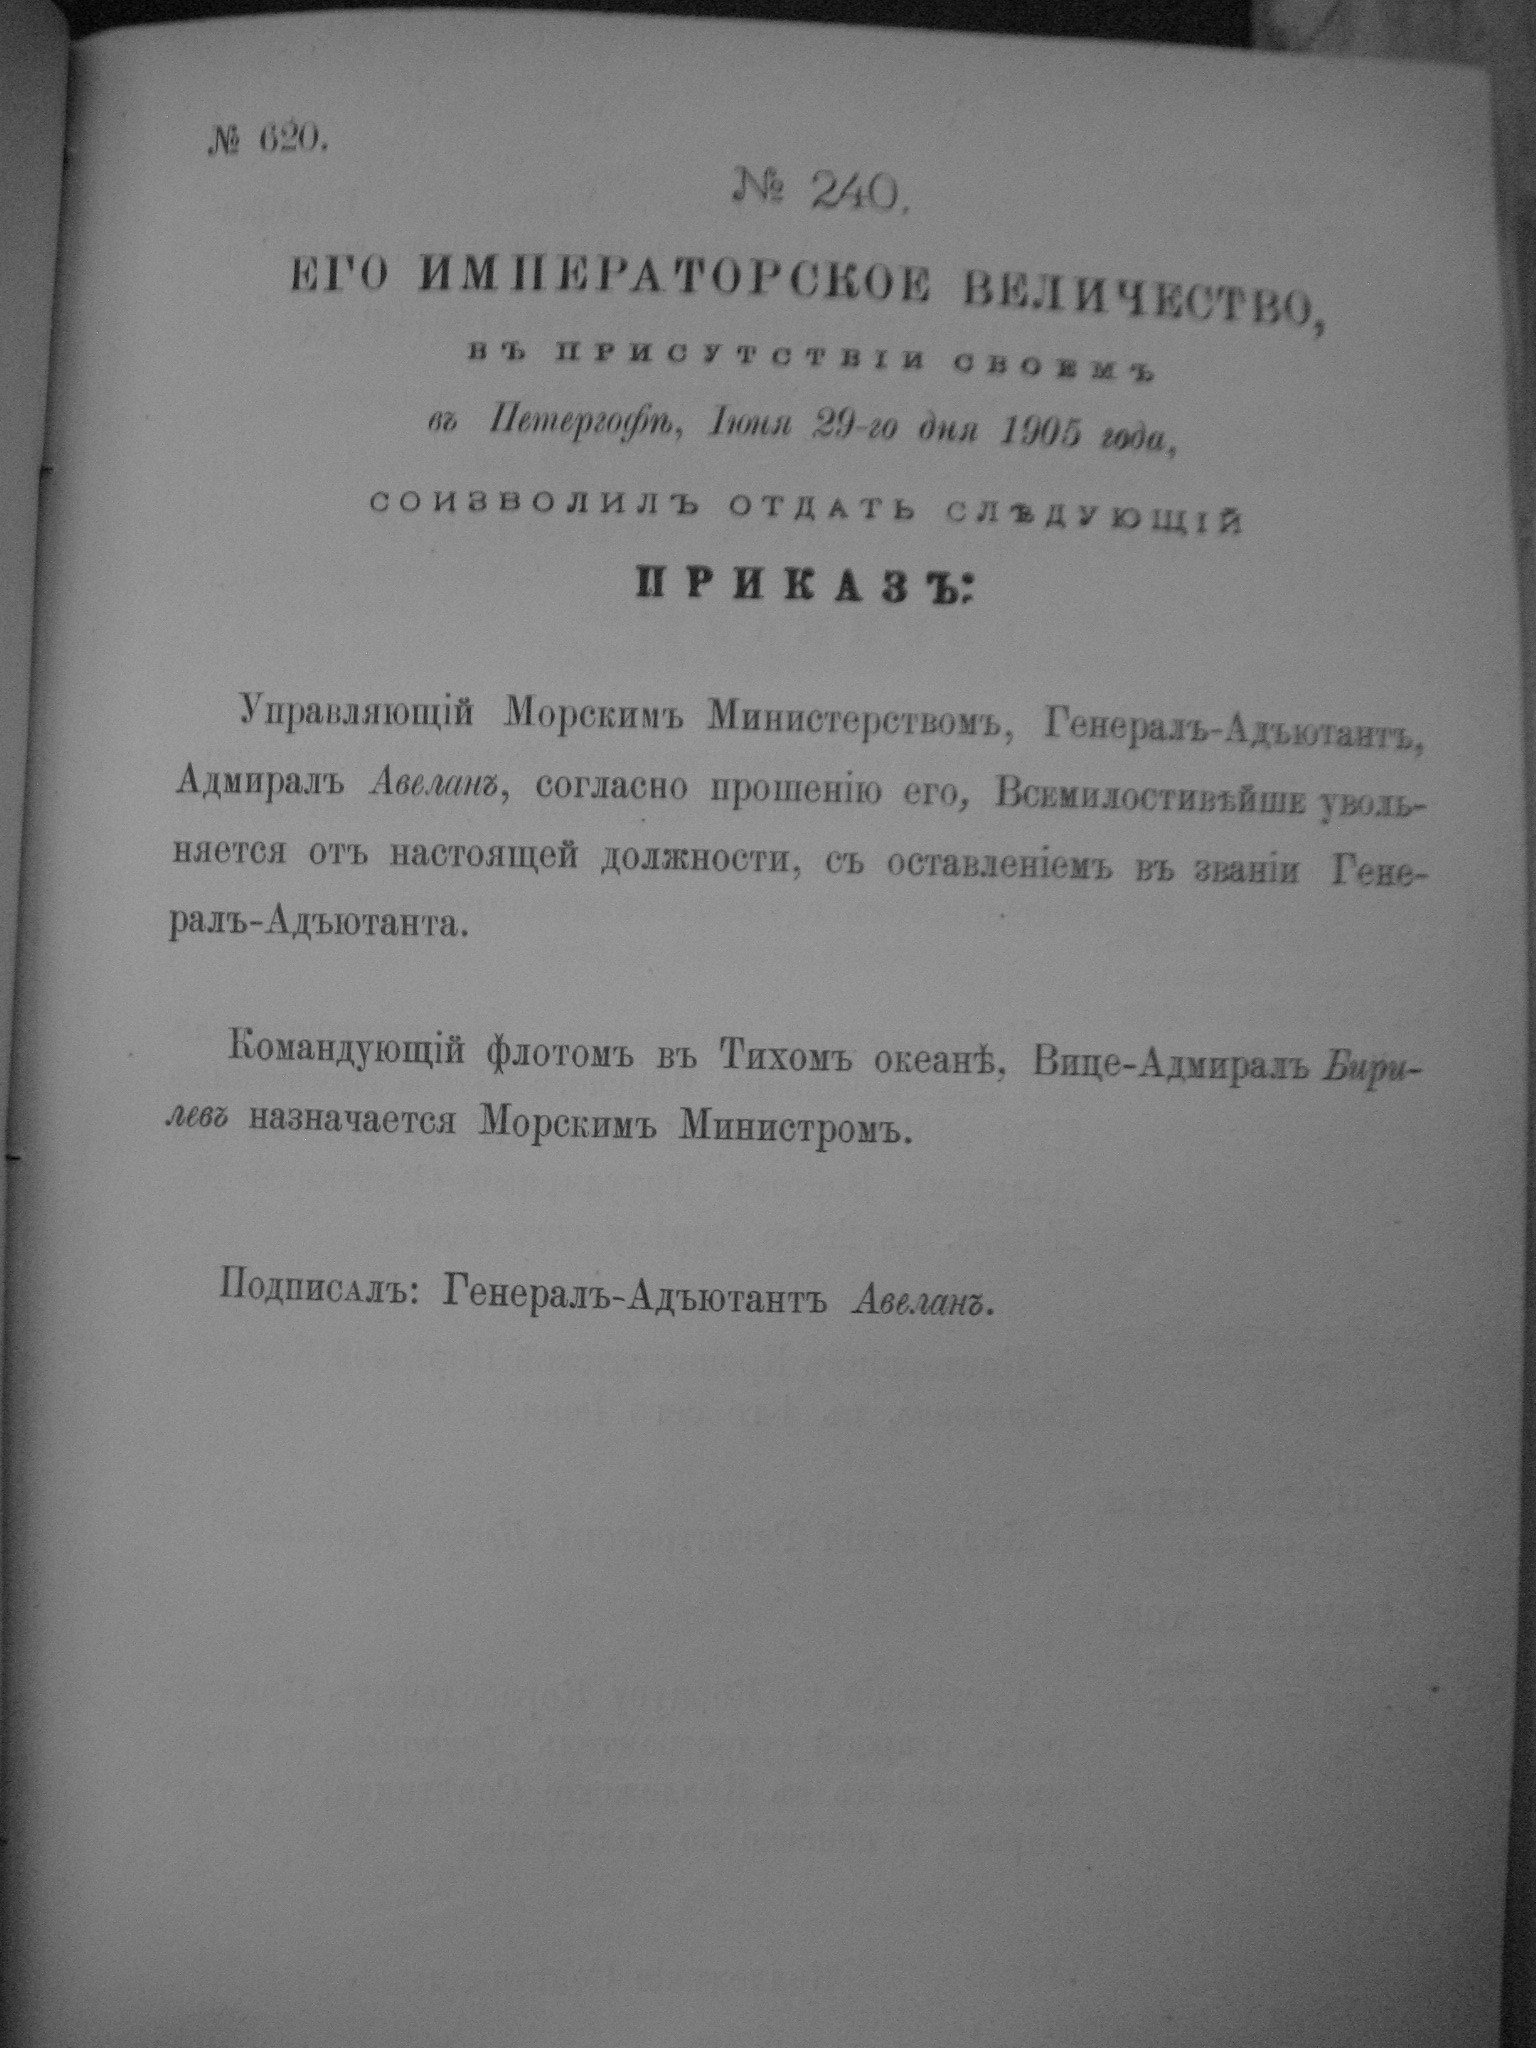 № 620.
№ 240.
ЕГО ИМПЕРАТОРСКОЕ ВЕЛИЧЕСТВО,
въ присутствіи своемъ
въ Петергофѣ, Іюня 29-го дня 1905 года,
соизволилъ отдать слѣдующій
ПРИКАЗЪ:
Управляющій Морскимъ Министерствомъ, Генералъ-Адъютантъ,
Адмиралъ Авеланъ, согласно прошенію его, Всемилостивѣйше уволь-
няется отъ настоящей должности, съ оставленіемъ въ званіи Гене-
ралъ-Адъютанта.
Командующій флотомъ въ Тихомъ океанѣ, Вице-Адмиралъ Бири-
левъ назначается Морскимъ Министромъ.
Подписалъ: Генералъ-Адъютантъ Авеланъ.